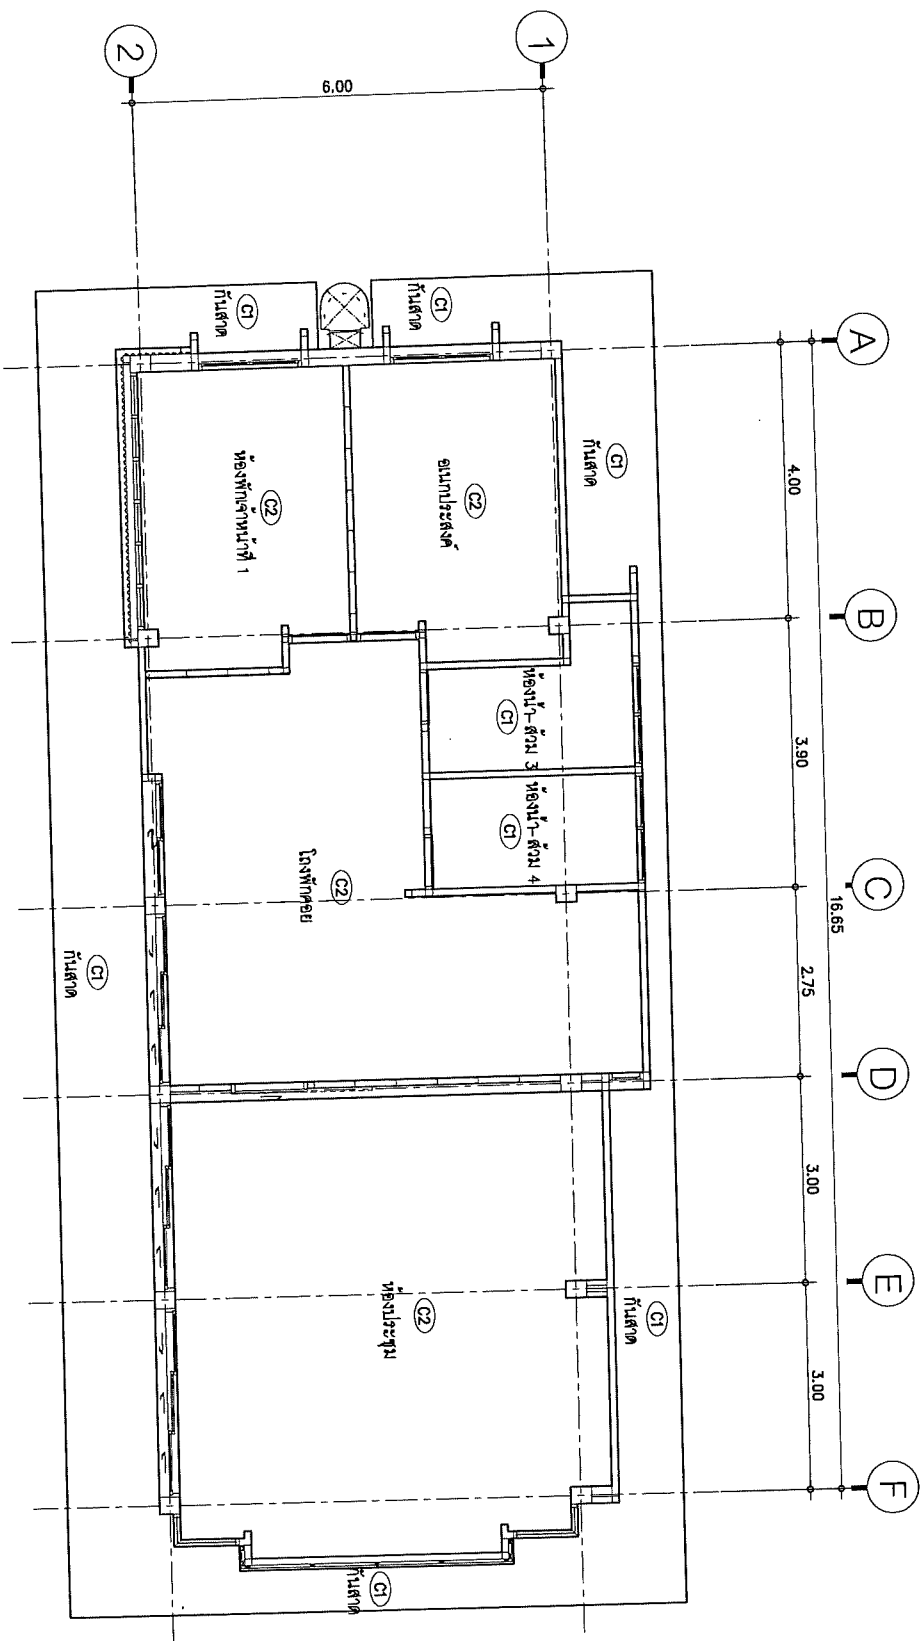 A
B
C
D
E
F
16.65
4.00
3.90
2.75
3.00
3.00
1
2
6.00
C1
กันสาด
C1
กันสาด
C1
กันสาด
C2
อเนกประสงค์
C2
ห้องพักเจ้าหน้าที่ 1
ห้องน้ำ-ส้วม 3
C1
ห้องน้ำ-ส้วม 4
C1
C2
โถงพักคอย
C1
กันสาด
C2
ห้องประชุม
C1
กันสาด
C1
กันสาด